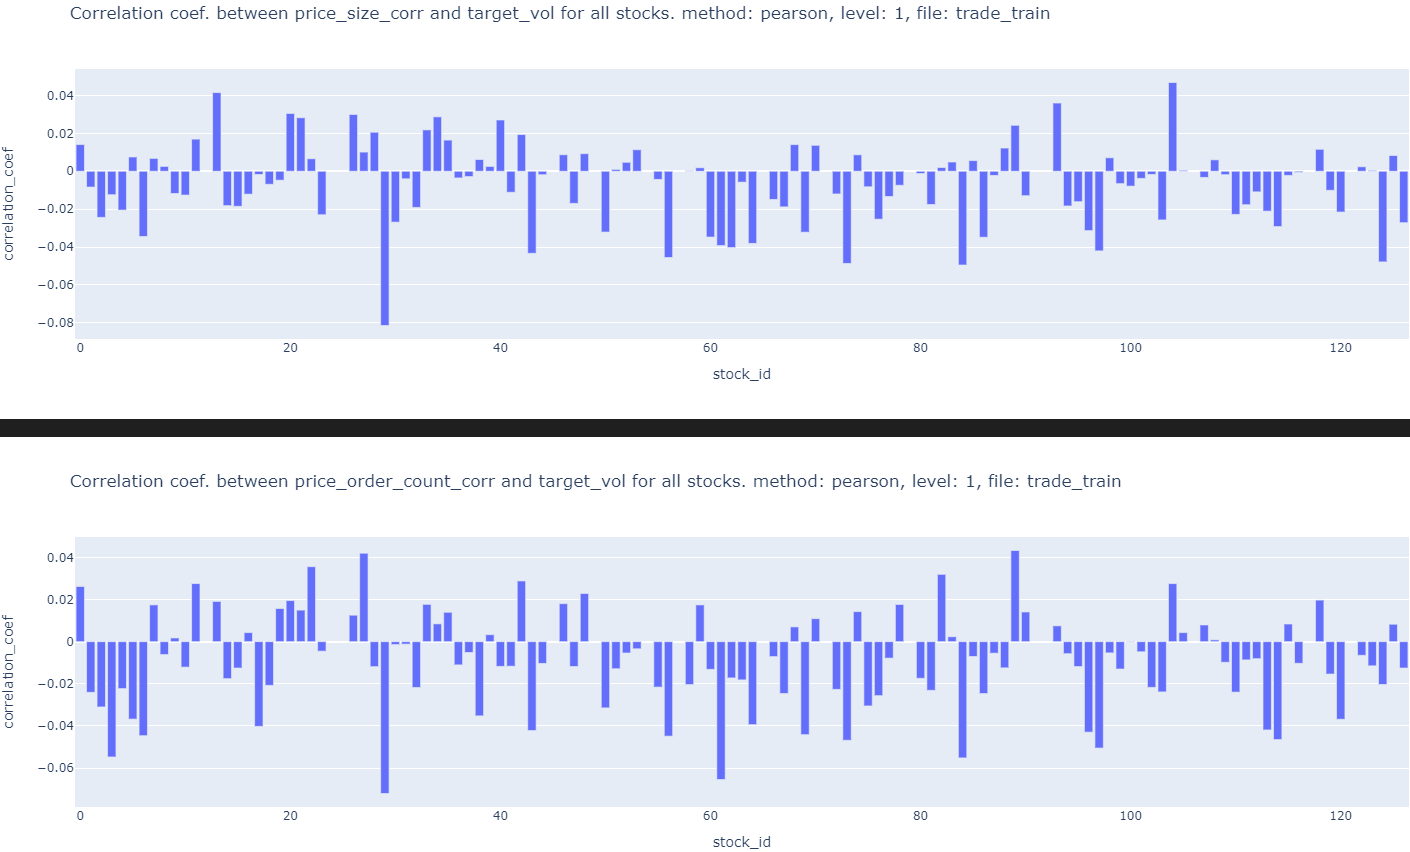 Correlation coef. between price_size_corr and target_vol for all stocks. method: pearson, level: 1, file: trade_train
correlation_coef
0.04
0.02
0
−0.02
−0.04
−0.06
−0.08
0 20 40 60 80 100 120
stock_id
Correlation coef. between price_order_count_corr and target_vol for all stocks. method: pearson, level: 1, file: trade_train
correlation_coef
0.04
0.02
0
−0.02
−0.04
−0.06
0 20 40 60 80 100 120
stock_id